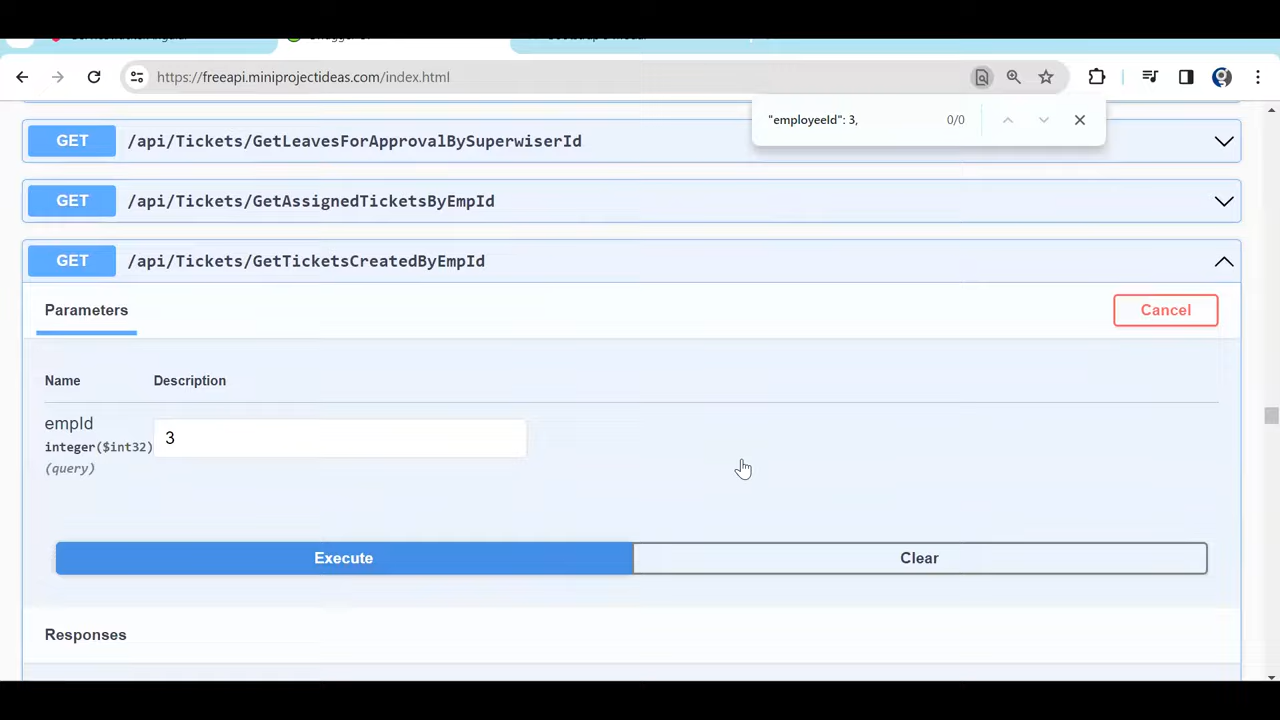 https://freeapi.miniprojectideas.com/index.html
"employeeId": 3,
0/0
GET /api/Tickets/GetLeavesForApprovalBySuperwiserId
GET /api/Tickets/GetAssignedTicketsByEmpId
GET /api/Tickets/GetTicketsCreatedByEmpId
Parameters
Cancel
Name Description
empId
integer($int32)
(query)
3
Execute
Clear
Responses